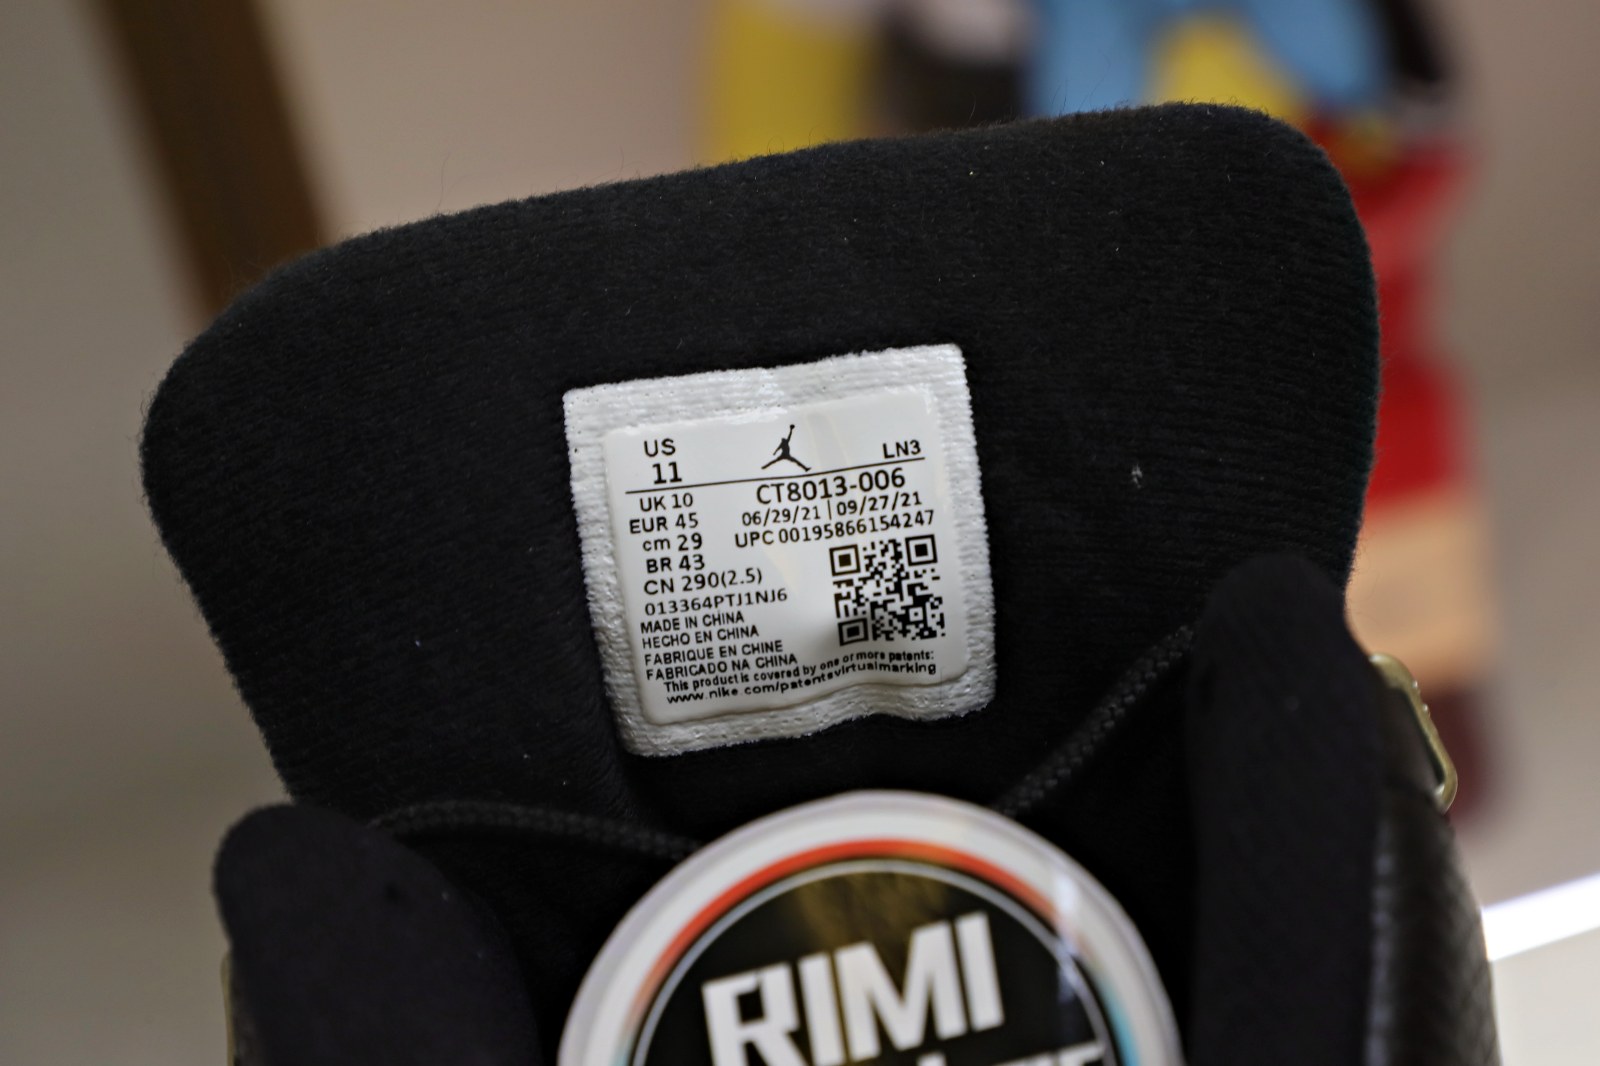 US
11
LN3
UK 10
EUR 45
cm 29
BR 43
CN 290(2.5)
CT8013-006
06/29/21 | 09/27/21
UPC 00195866154247
013364PTJ1NJ6
MADE IN CHINA
HECHO EN CHINA
FABRIQUE EN CHINE
FABRICADO NA CHINA
This product is covered by one or more patents:
www.nike.com/patentsvirtualmarking
RIMI